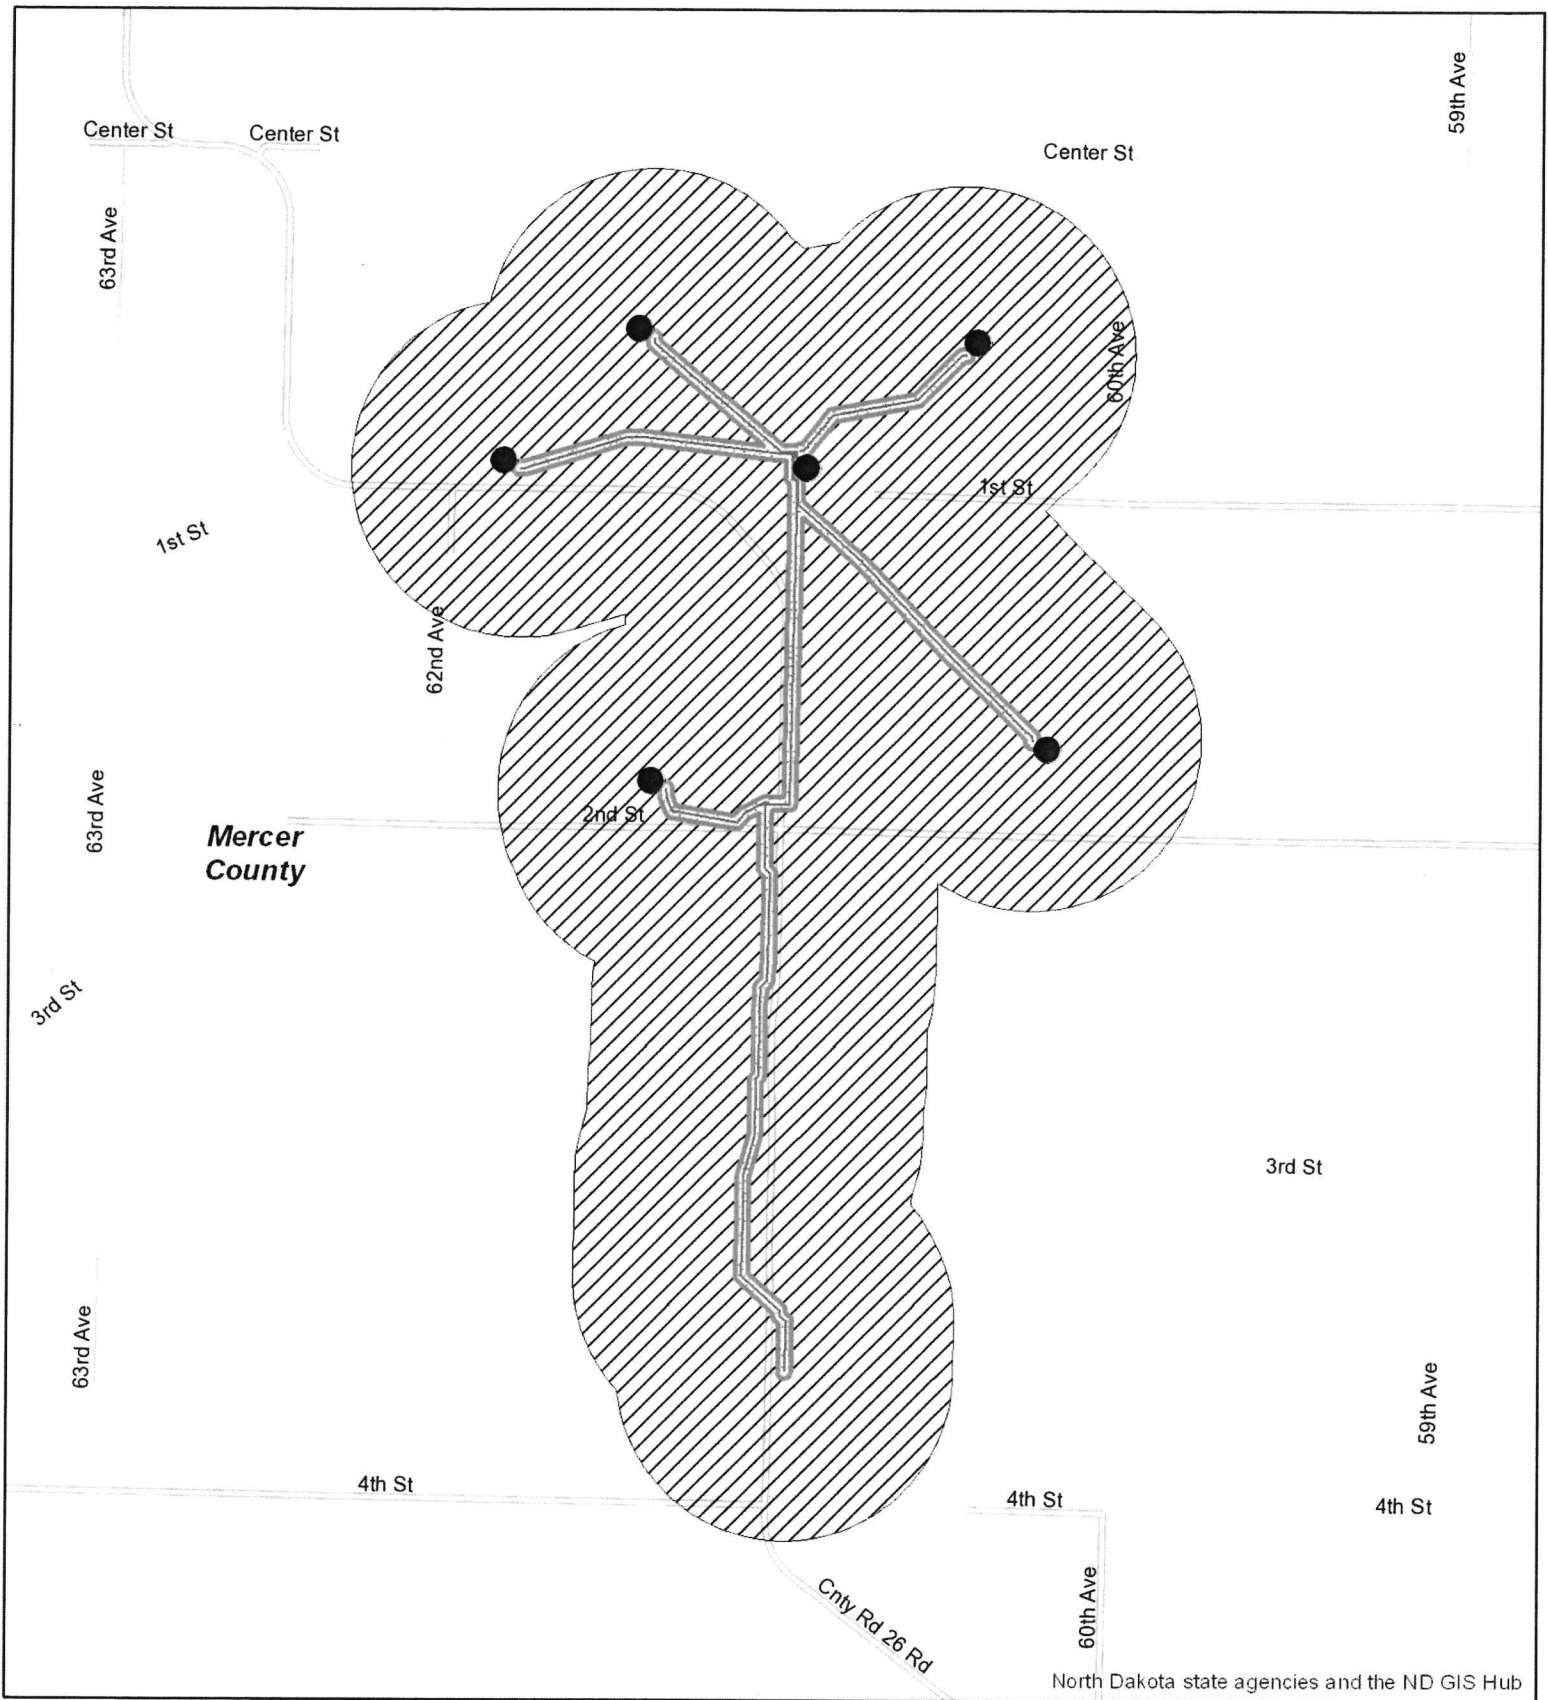 59th Ave
Center St
Center St
Center St
63rd Ave
60th Ave
1st St
1st St
62nd Ave
63rd Ave
2nd St
Mercer
County
3rd St
3rd St
63rd Ave
59th Ave
4th St
4th St
4th St
60th Ave
Cnty Rd 26 Rd
North Dakota state agencies and the ND GIS Hub